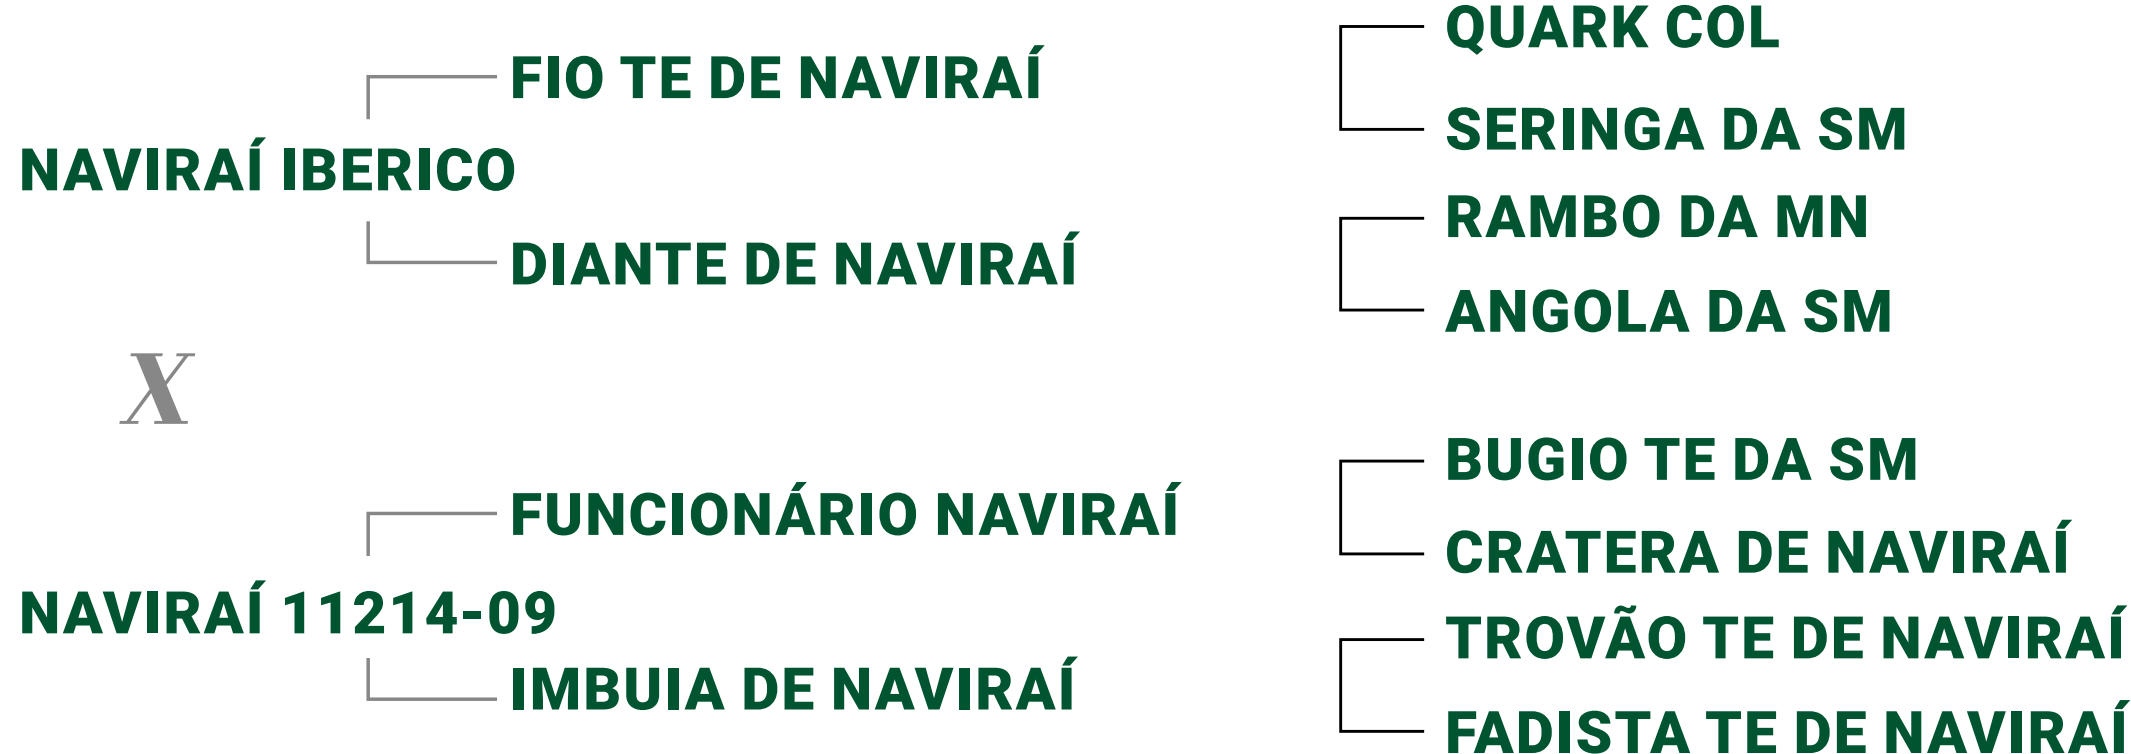 QUARK COL
FIO TE DE NAVIRAÍ
SERINGA DA SM
NAVIRAÍ IBERICO
RAMBO DA MN
DIANTE DE NAVIRAÍ
ANGOLA DA SM
X
BUGIO TE DA SM
FUNCIONÁRIO NAVIRAÍ
CRATERA DE NAVIRAÍ
NAVIRAÍ 11214-09
TROVÃO TE DE NAVIRAÍ
IMBUIA DE NAVIRAÍ
FADISTA TE DE NAVIRAÍ